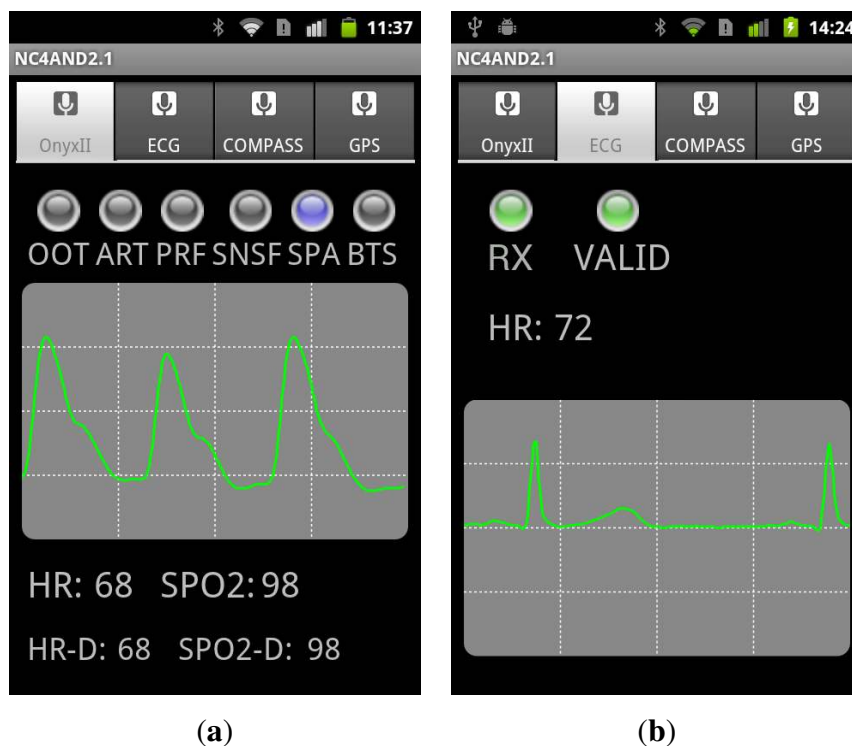 11:37
NC4AND2.1
OnyxII ECG COMPASS GPS
OOT ART PRF SNSF SPA BTS
HR: 68 SPO2: 98
HR-D: 68 SPO2-D: 98
(a)
14:24
NC4AND2.1
OnyxII ECG COMPASS GPS
RX VALID
HR: 72
(b)